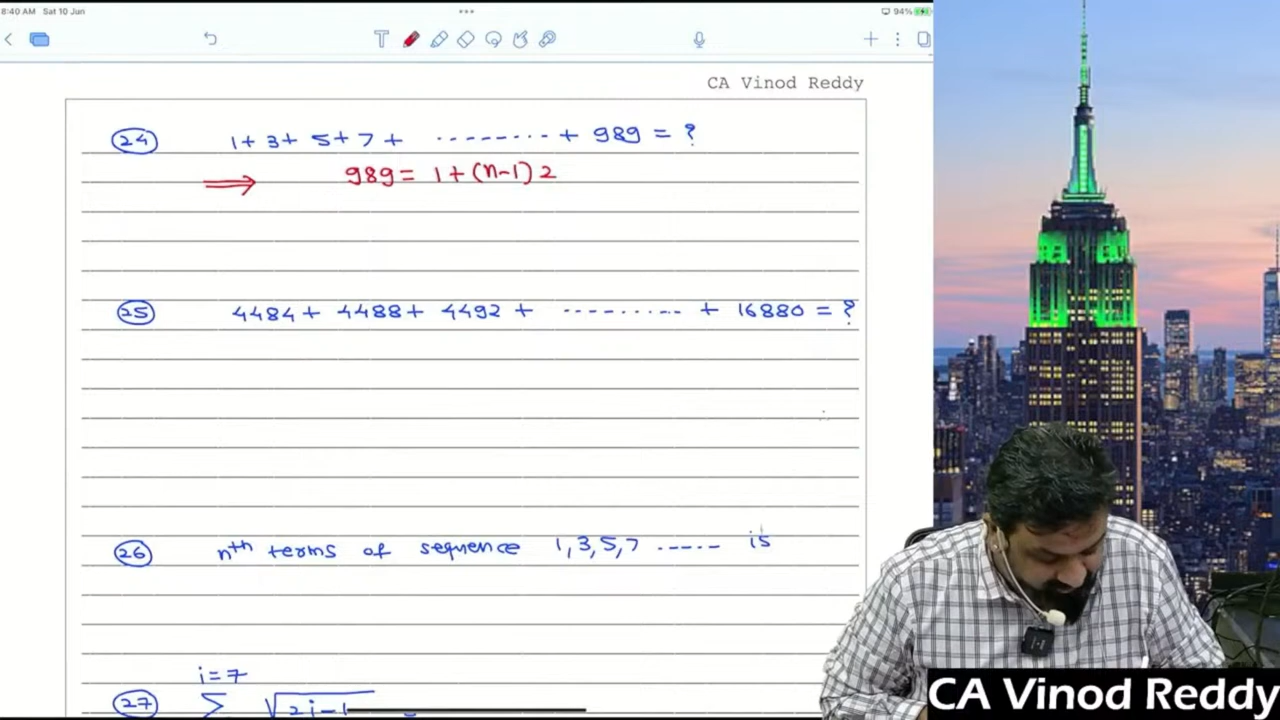 8:40 AM Sat 10 Jun
94%
CA Vinod Reddy
24 1 + 3 + 5 + 7 + --------- + 989 = ?
⟹ 989 = 1 + (n-1) 2
25 4484 + 4488 + 4492 + ---------- + 16880 = ?
26 nth terms of sequence 1, 3, 5, 7 ----- is
i = 7
27 ∑ √2i-1 =
CA Vinod Reddy